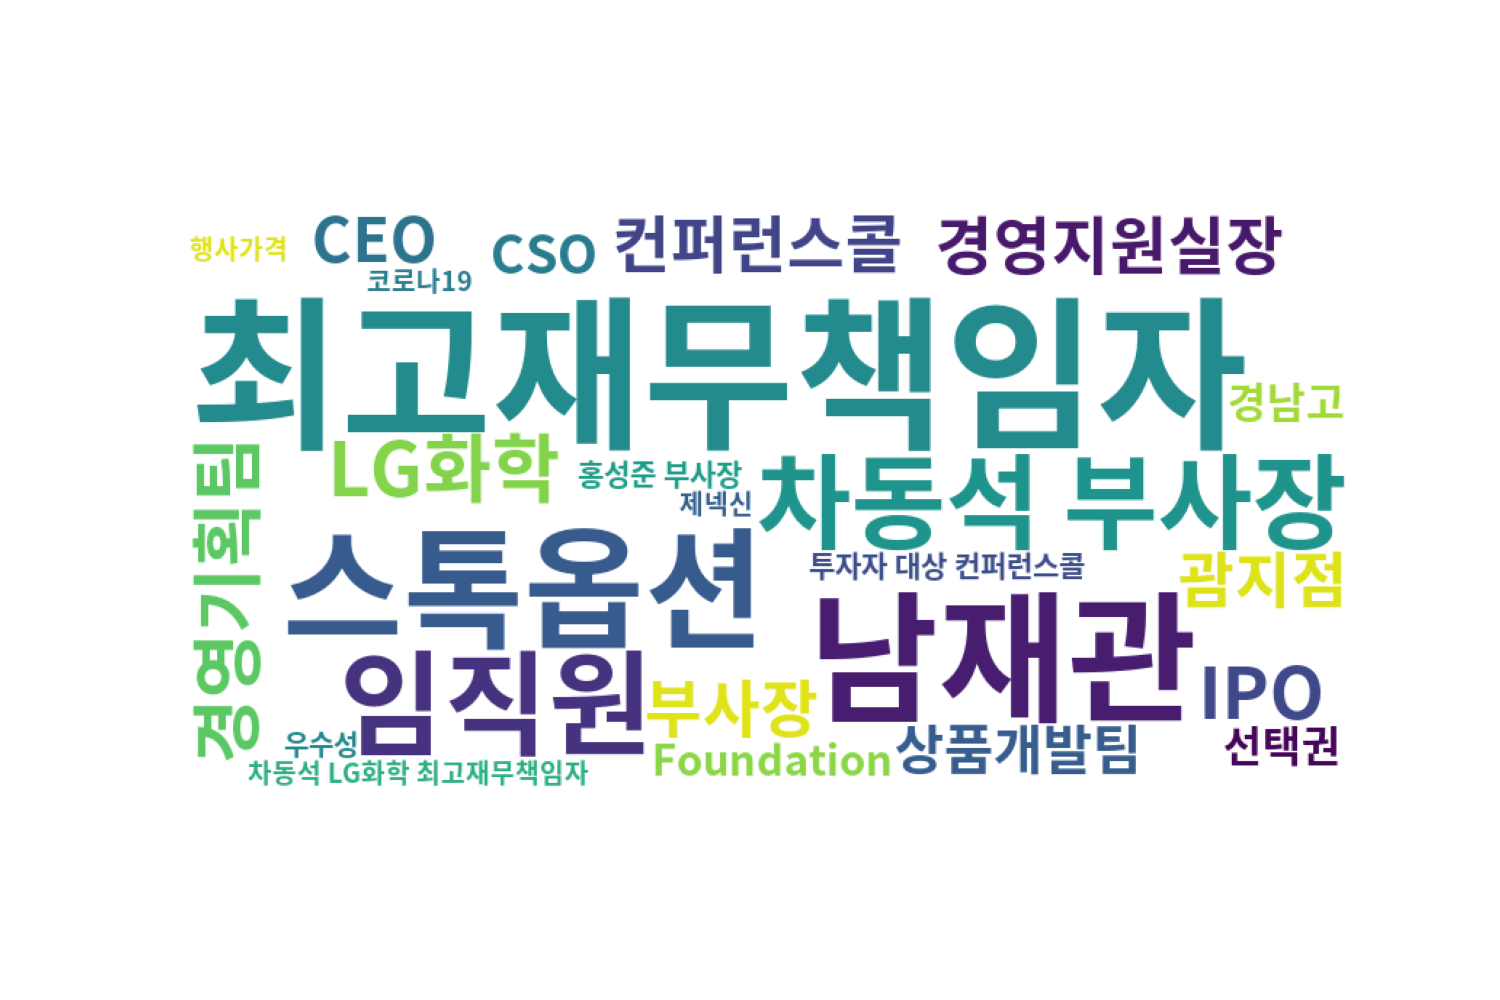 행사가격
CEO
CSO
컨퍼런스콜
경영지원실장
코로나19
최고재무책임자
경남고
LG화학
홍성준 부사장
제넥신
차동석 부사장
경영기획팀
스톡옵션
투자자 대상 컨퍼런스콜
괌지점
남재관
임직원
부사장
IPO
상품개발팀
선택권
우수성
Foundation
차동석 LG화학 최고재무책임자